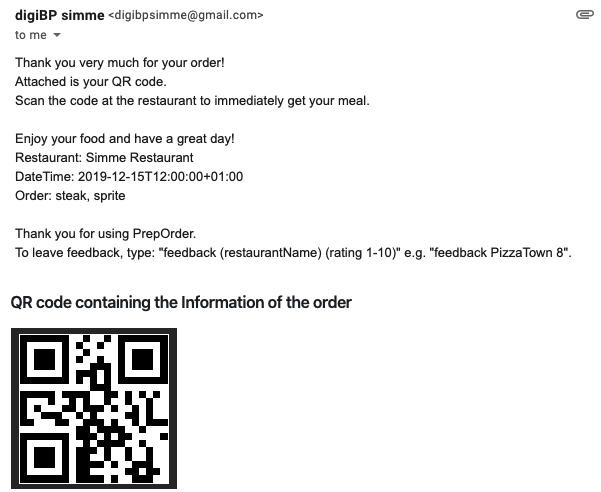 digiBP simme <digibpsimme@gmail.com>
to me
Thank you very much for your order!
Attached is your QR code.
Scan the code at the restaurant to immediately get your meal.
Enjoy your food and have a great day!
Restaurant: Simme Restaurant
DateTime: 2019-12-15T12:00:00+01:00
Order: steak, sprite
Thank you for using PrepOrder.
To leave feedback, type: "feedback (restaurantName) (rating 1-10)" e.g. "feedback PizzaTown 8".
QR code containing the Information of the order